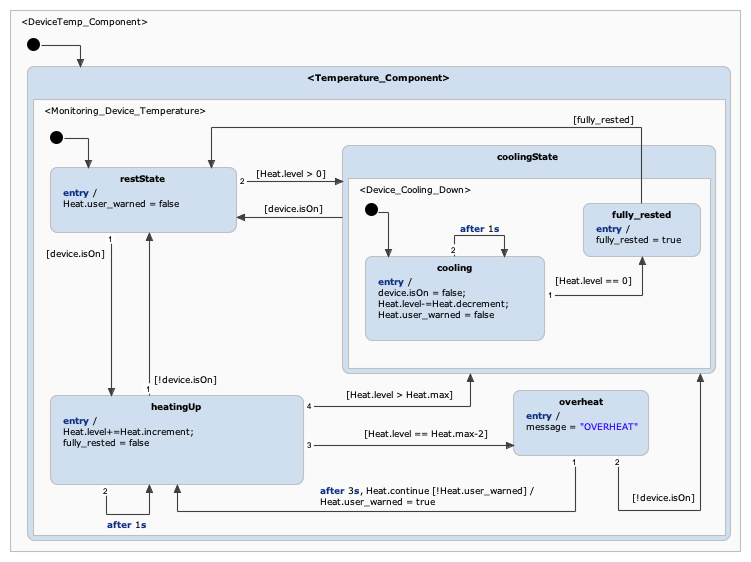 <DeviceTemp_Component>
<Temperature_Component>
<Monitoring_Device_Temperature>
[fully_rested]
restState
entry /
Heat.user_warned = false
2
[Heat.level > 0]
[device.isOn]
1
[device.isOn]
coolingState
<Device_Cooling_Down>
after 1s
2
cooling
entry /
device.isOn = false;
Heat.level-=Heat.decrement;
Heat.user_warned = false
1
[Heat.level == 0]
fully_rested
entry /
fully_rested = true
[!device.isOn]
1
heatingUp
entry /
Heat.level+=Heat.increment;
fully_rested = false
4
[Heat.level > Heat.max]
3
[Heat.level == Heat.max-2]
2
after 1s
overheat
entry /
message = "OVERHEAT"
1
2
after 3s, Heat.continue [!Heat.user_warned] /
Heat.user_warned = true
[!device.isOn]